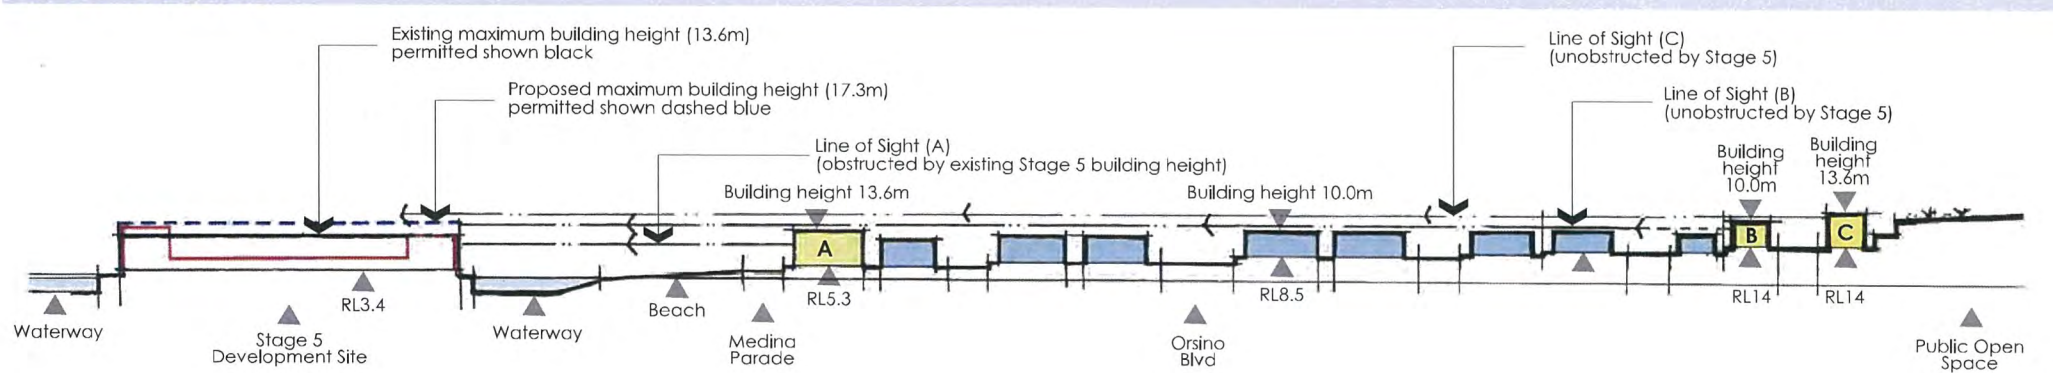 Existing maximum building height (13.6m)
permitted shown black
Proposed maximum building height (17.3m)
permitted shown dashed blue
Line of Sight (A)
(obstructed by existing Stage 5 building height)
Line of Sight (C)
(unobstructed by Stage 5)
Line of Sight (B)
(unobstructed by Stage 5)
Building height 13.6m
Building height 10.0m
Building
height
10.0m
Building
height
13.6m
A
B
C
RL3.4
RL5.3
RL8.5
RL14
RL14
Waterway
Stage 5
Development Site
Waterway
Beach
Medina
Parade
Orsino
Blvd
Public Open
Space